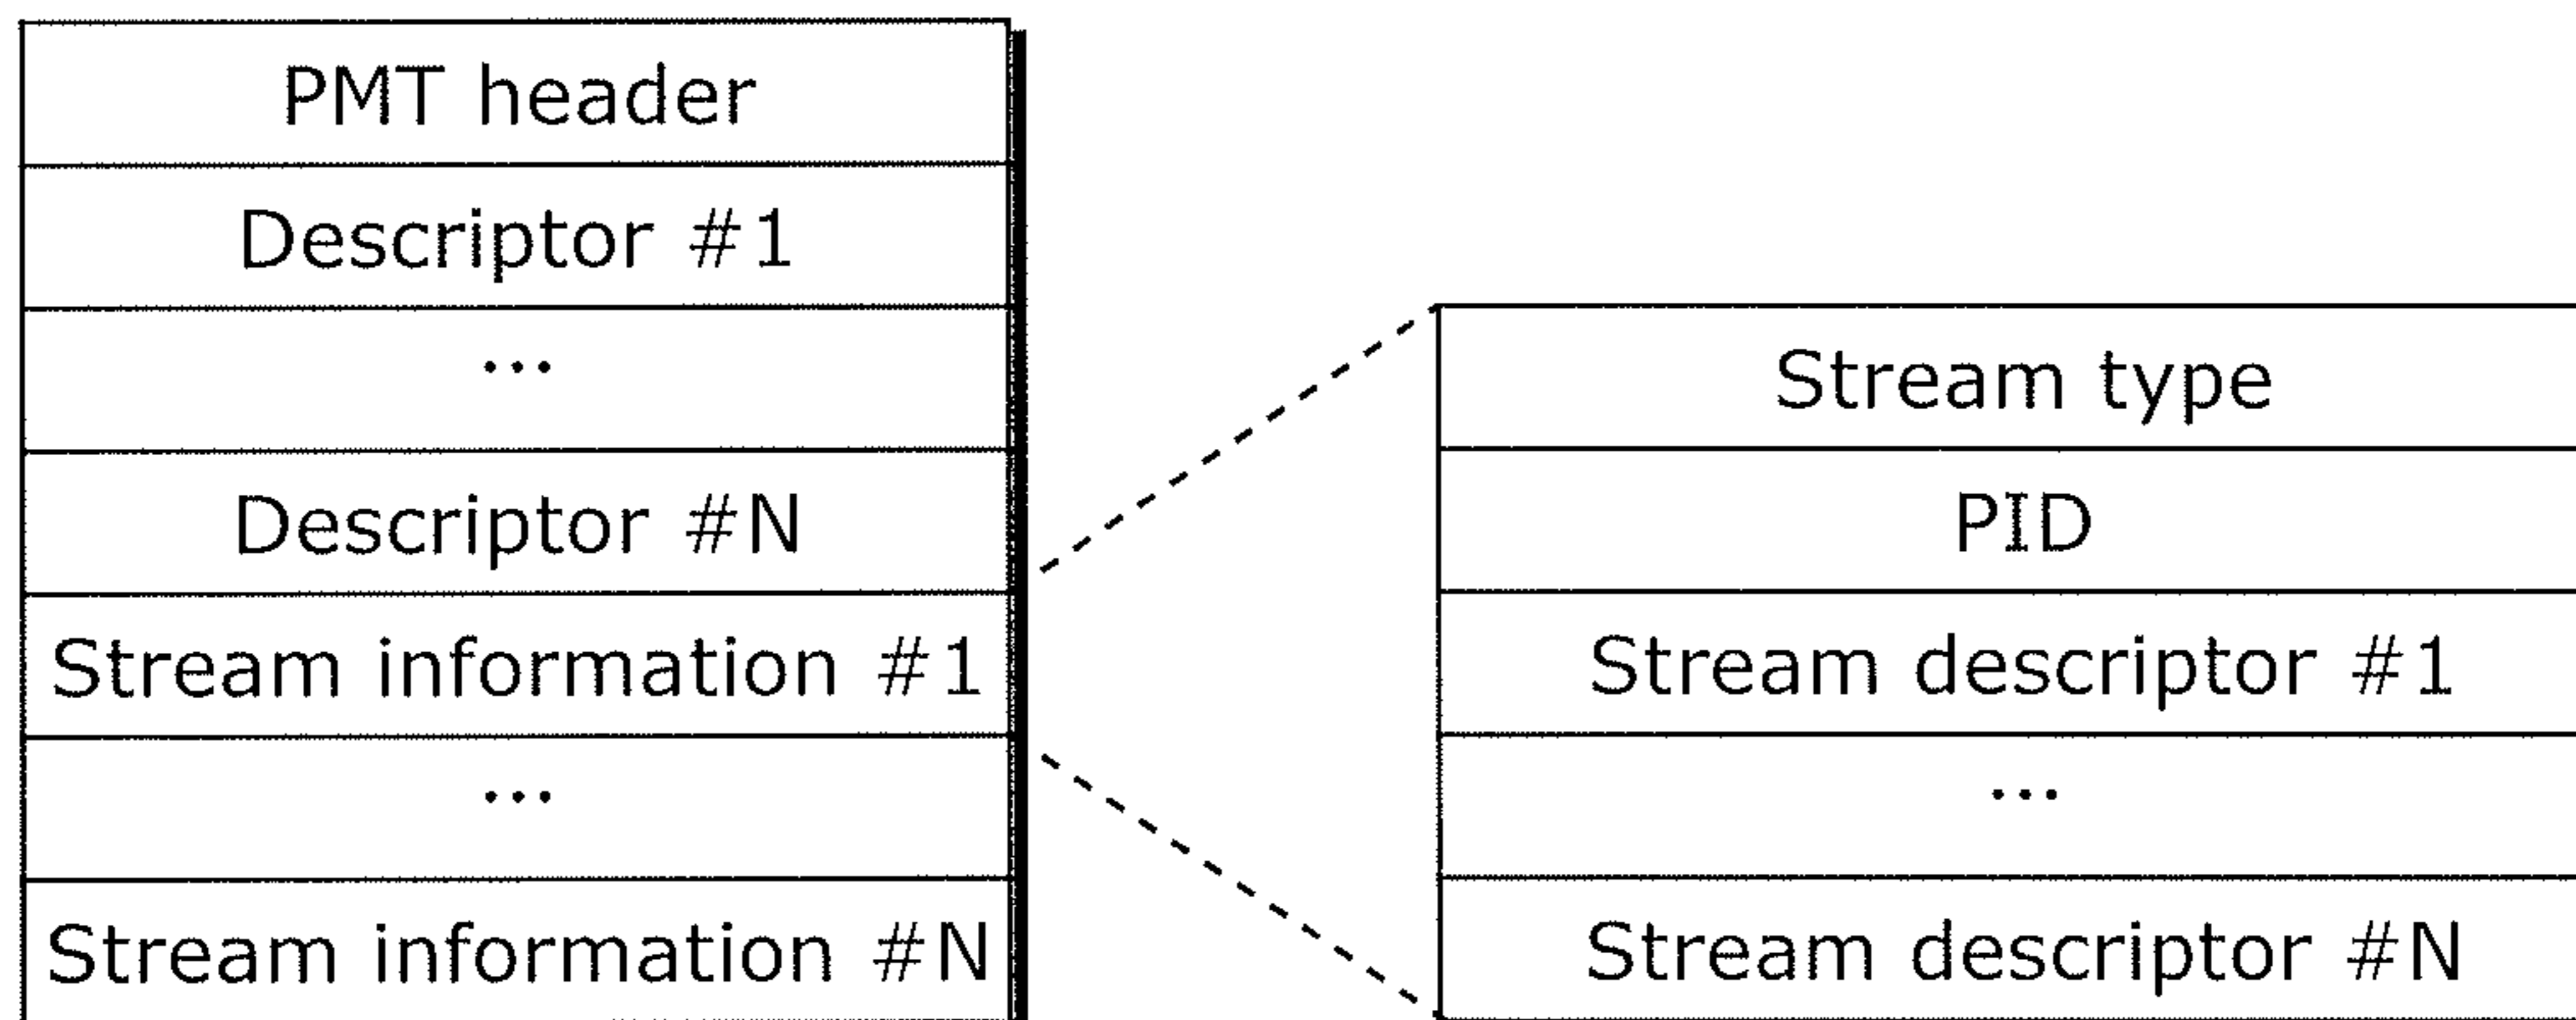 PMT header
Descriptor #1
...
Descriptor #N
Stream information #1
...
Stream information #N
Stream type
PID
Stream descriptor #1
...
Stream descriptor #N